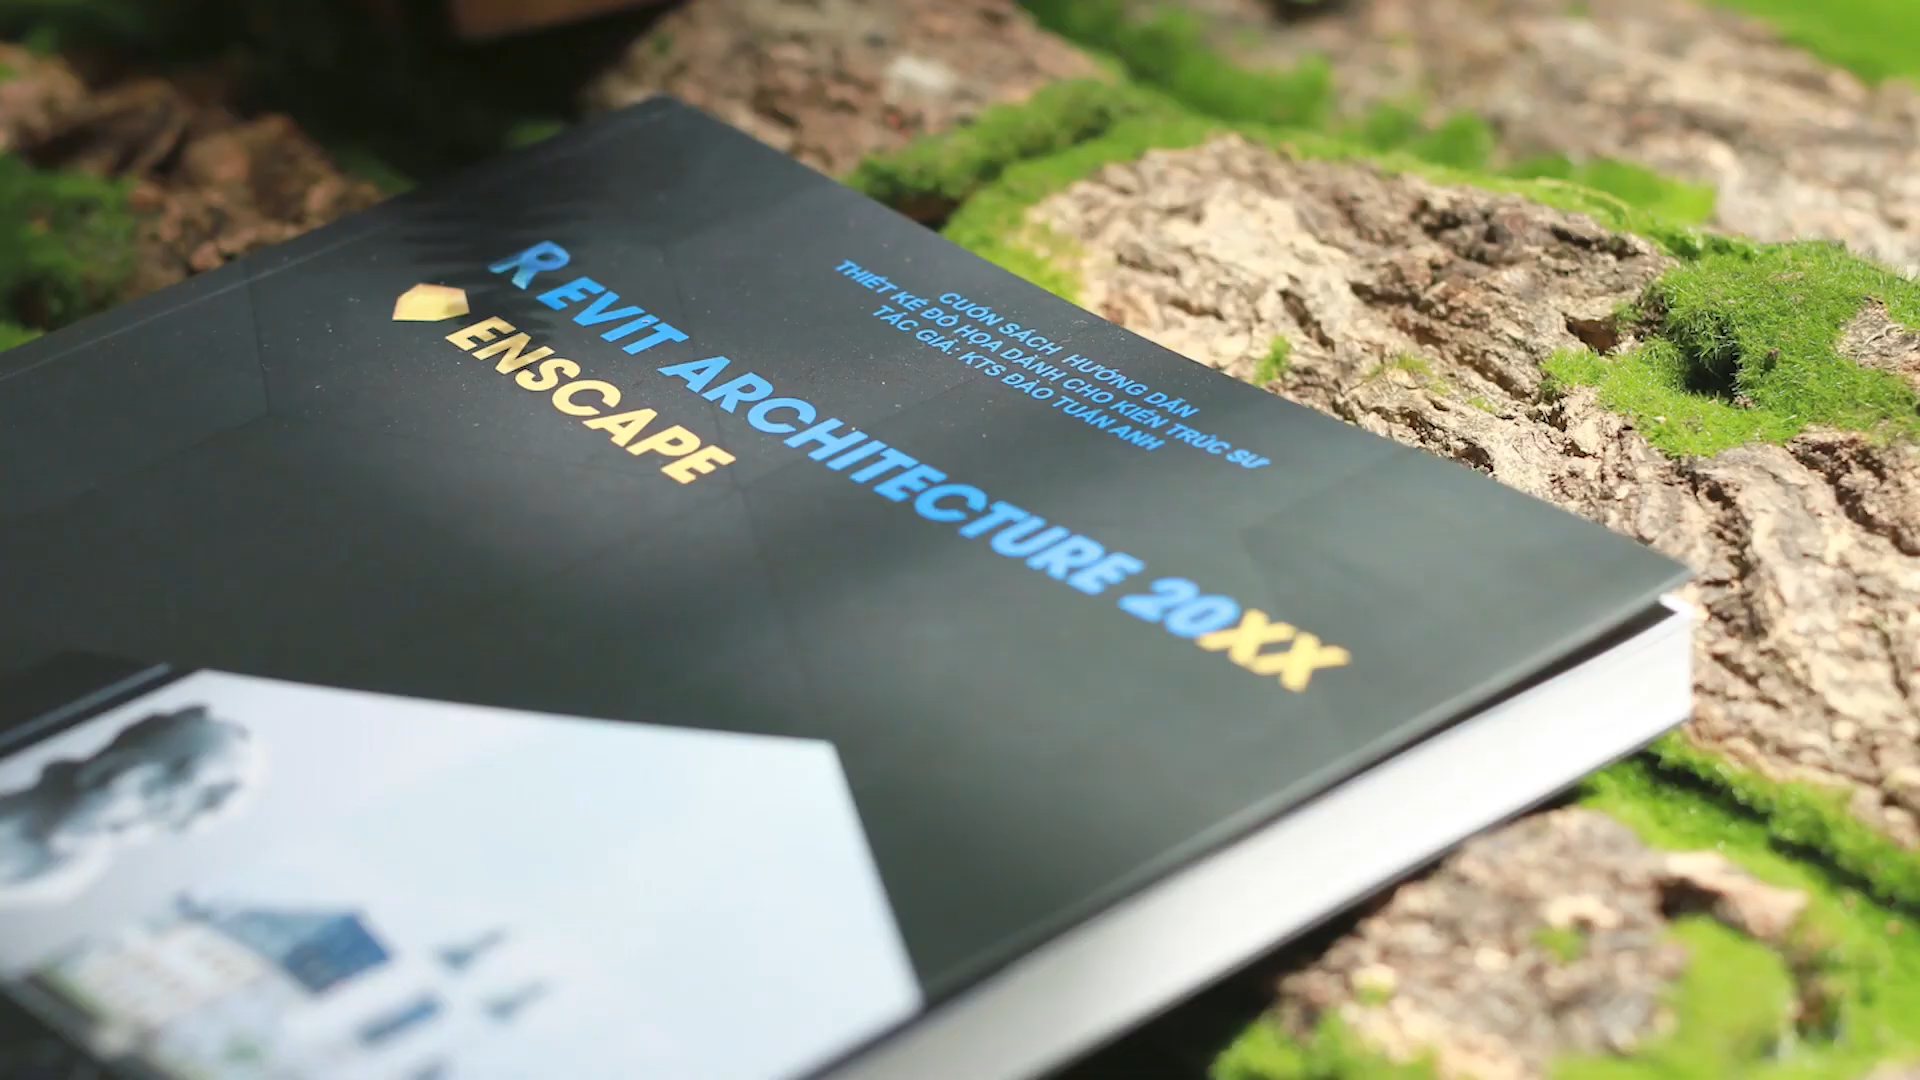 CUỐN SÁCH HƯỚNG DẪN
THIẾT KẾ ĐỒ HỌA DÀNH CHO KIẾN TRÚC SƯ
TÁC GIẢ: KTS ĐÀO TUẤN ANH
REVIT ARCHITECTURE 20XX
ENSCAPE